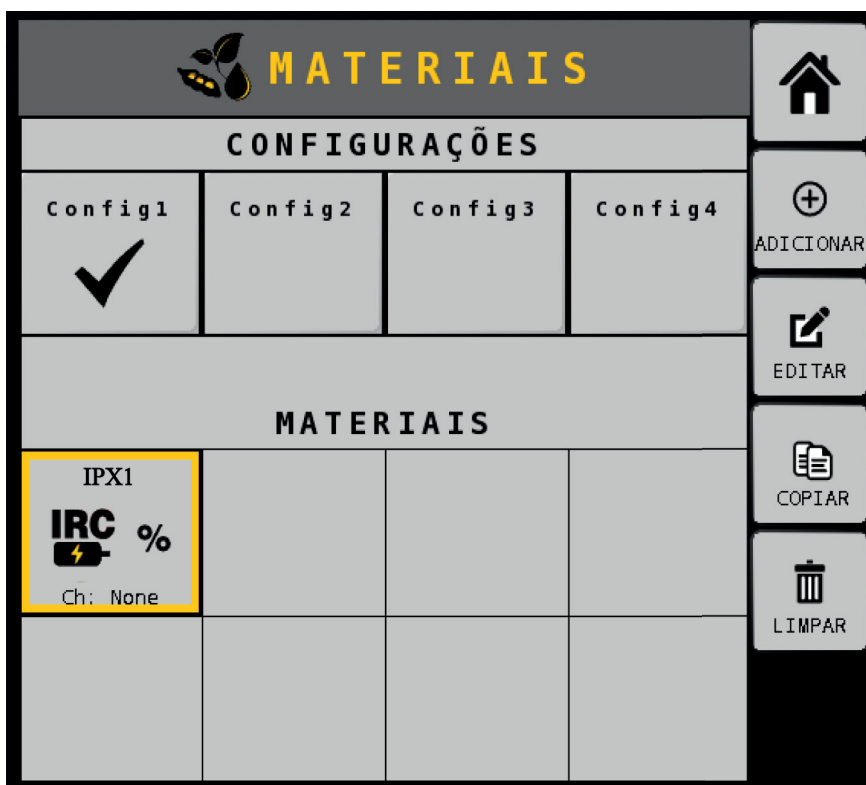 MATERIAIS
CONFIGURAÇÕES
Config1 Config2 Config3 Config4
MATERIAIS
IPX1
IRC %
Ch: None
ADICIONAR
EDITAR
COPIAR
LIMPAR